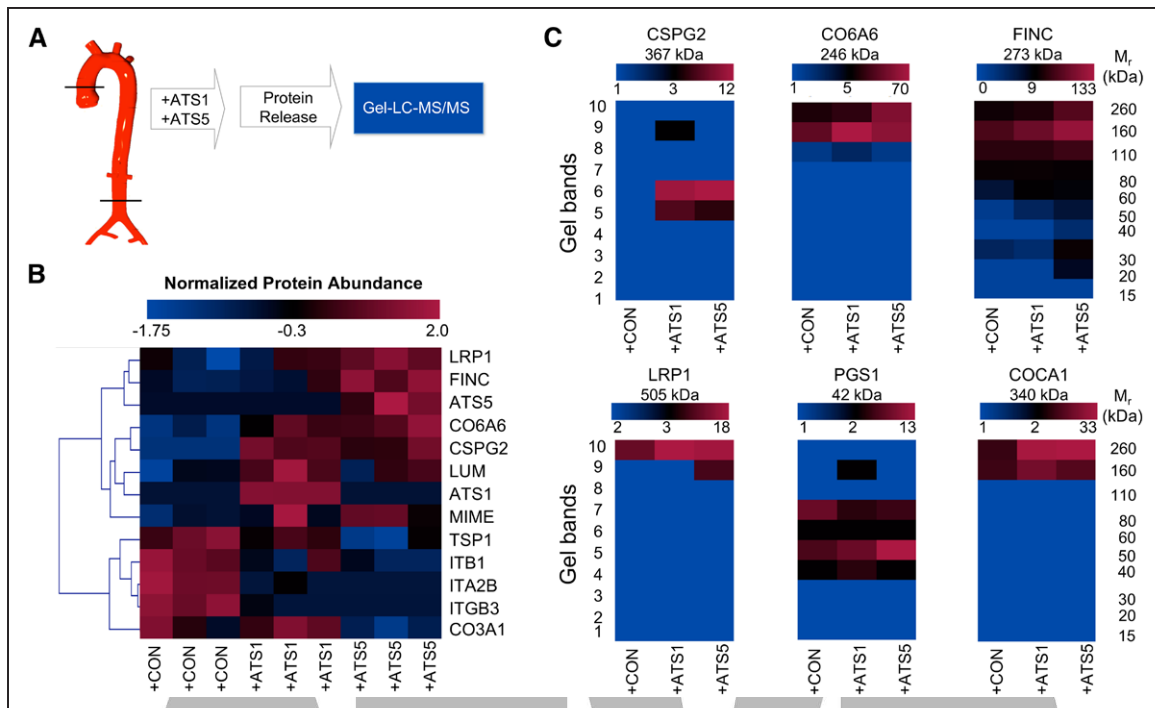 A
+ATS1
+ATS5
Protein
Release
Gel-LC-MS/MS
B
Normalized Protein Abundance
-1.75
-0.3
2.0
LRP1
FINC
ATS5
CO6A6
CSPG2
LUM
ATS1
MIME
TSP1
ITB1
ITA2B
ITGB3
CO3A1
+CON
+CON
+CON
+ATS1
+ATS1
+ATS1
+ATS5
+ATS5
+ATS5
C
CSPG2
367 kDa
1 3 12
CO6A6
246 kDa
1 5 70
FINC
273 kDa
0 9 133
Mr
(kDa)
Gel bands
10
9
8
7
6
5
4
3
2
1
260
160
110
80
60
50
40
30
20
15
+CON
+ATS1
+ATS5
+CON
+ATS1
+ATS5
+CON
+ATS1
+ATS5
LRP1
505 kDa
2 3 18
PGS1
42 kDa
1 2 13
COCA1
340 kDa
1 2 33
Mr
(kDa)
Gel bands
10
9
8
7
6
5
4
3
2
1
260
160
110
80
60
50
40
30
20
15
+CON
+ATS1
+ATS5
+CON
+ATS1
+ATS5
+CON
+ATS1
+ATS5